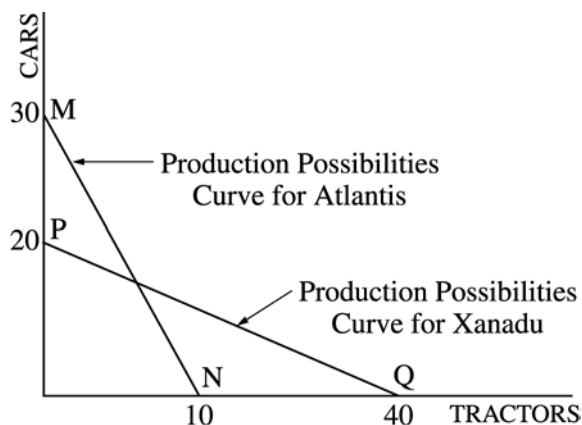 CARS
30
M
Production Possibilities
Curve for Atlantis
P
20
Production Possibilities
Curve for Xanadu
N
Q
10
40
TRACTORS